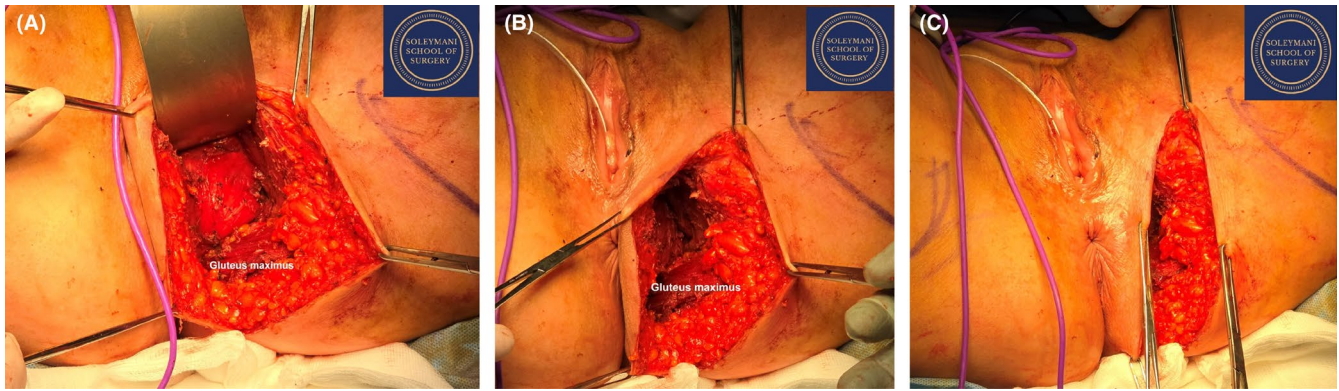 (A)
SOLEYMANI
SCHOOL OF
SURGERY
Gluteus maximus
(B)
SOLEYMANI
SCHOOL OF
SURGERY
Gluteus maximus
(C)
SOLEYMANI
SCHOOL OF
SURGERY